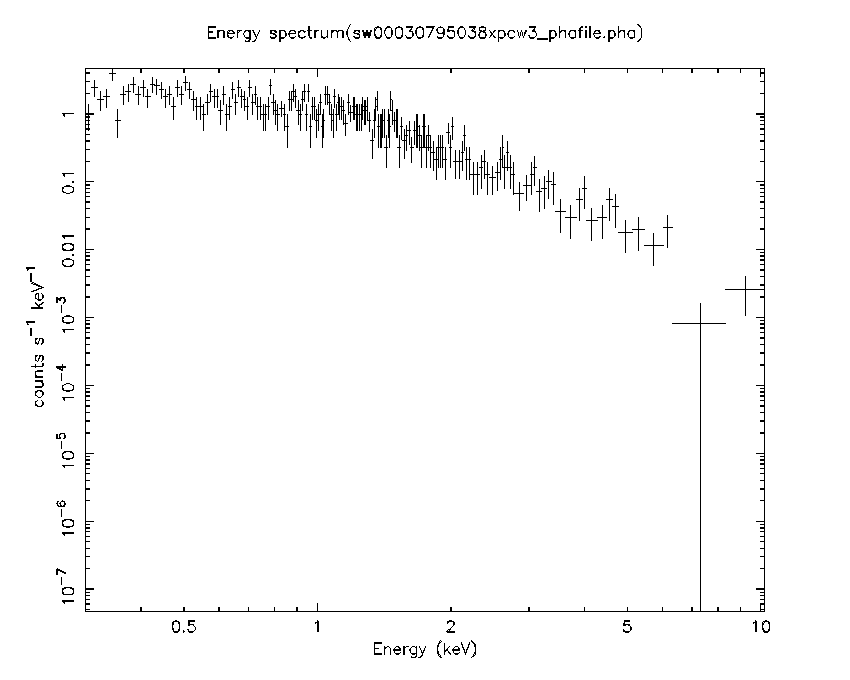 Energy spectrum(sw00030795038xpcw3_phafile.pha)
counts s⁻¹ keV⁻¹
1
0.1
0.01
10⁻³
10⁻⁴
10⁻⁵
10⁻⁶
10⁻⁷
0.5 1 2 5 10
Energy (keV)